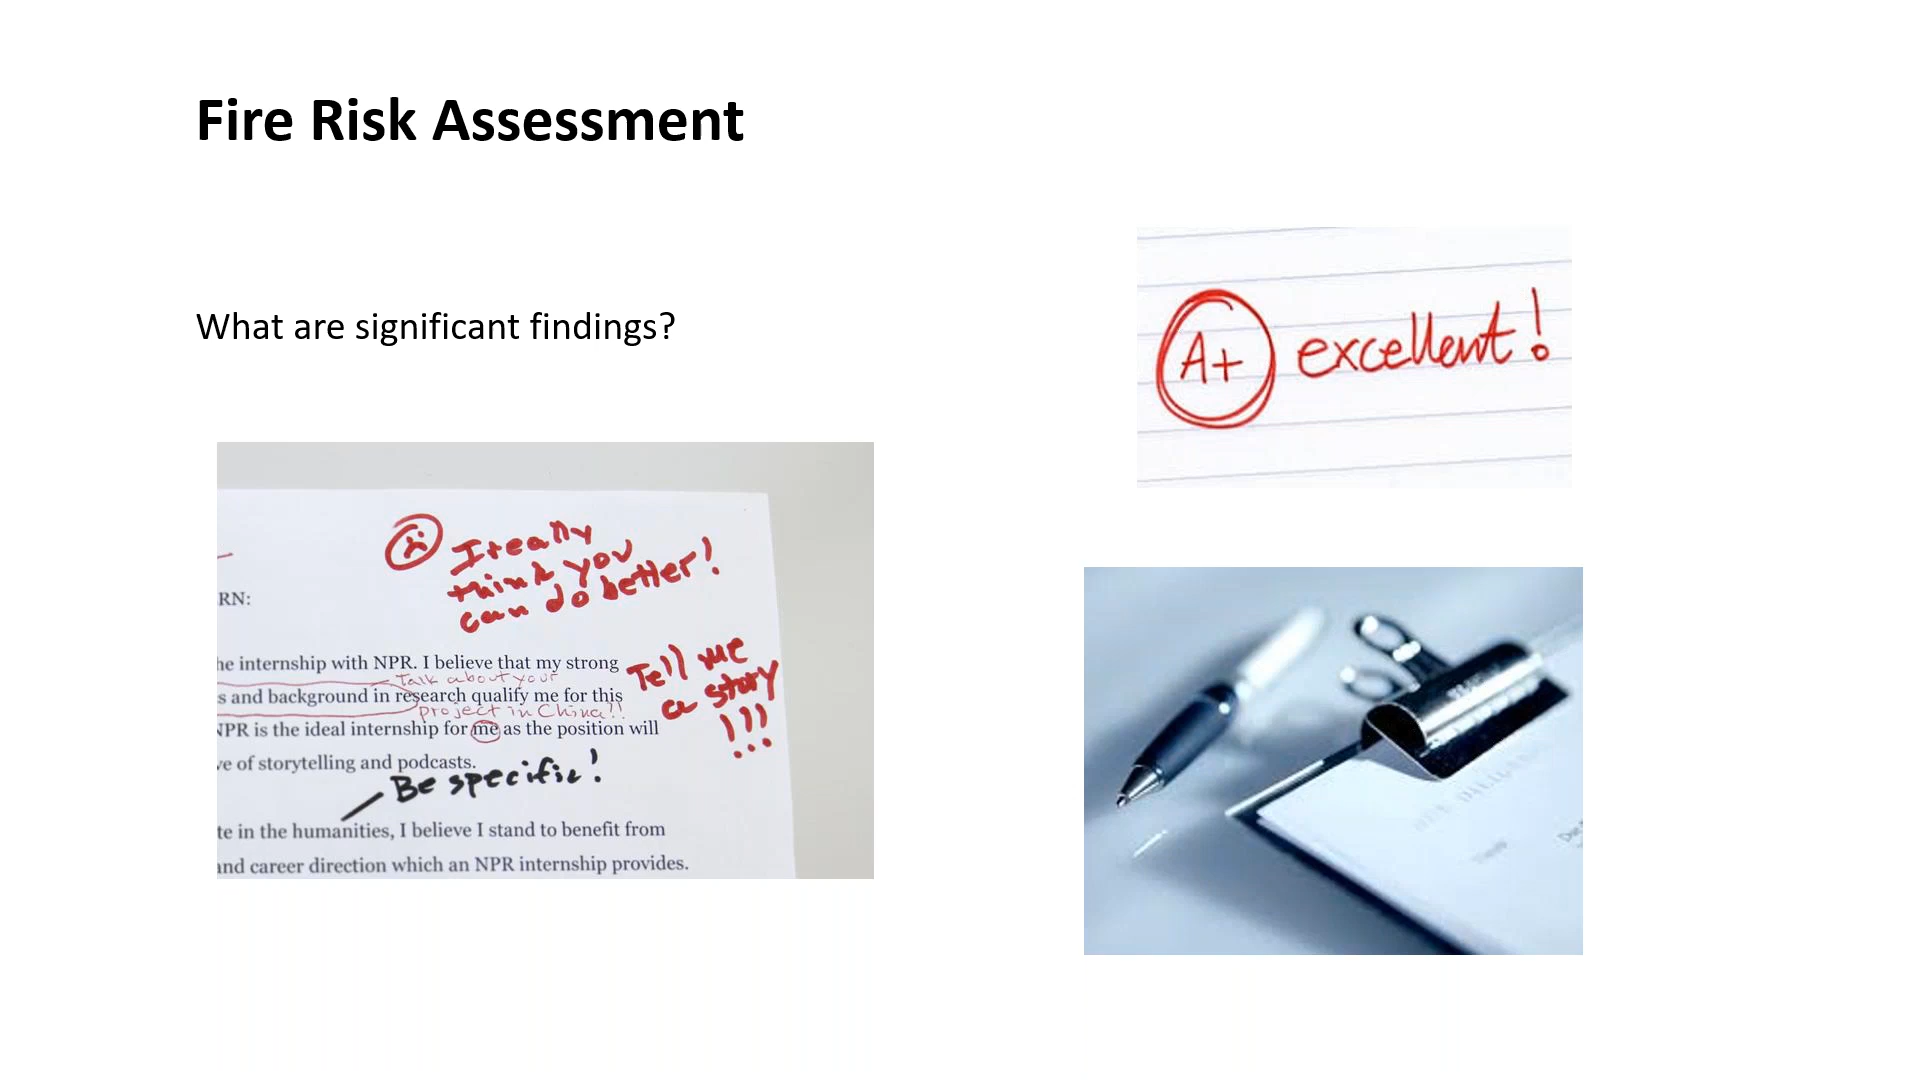 Fire Risk Assessment
What are significant findings?
A+ excellent!
I really
think you
can do better!
RN:
he internship with NPR. I believe that my strong
talk about your
s and background in research qualify me for this
project in China!!
NPR is the ideal internship for me as the position will
ve of storytelling and podcasts.
Tell me
a story
!!!
Be specific!
te in the humanities, I believe I stand to benefit from
and career direction which an NPR internship provides.